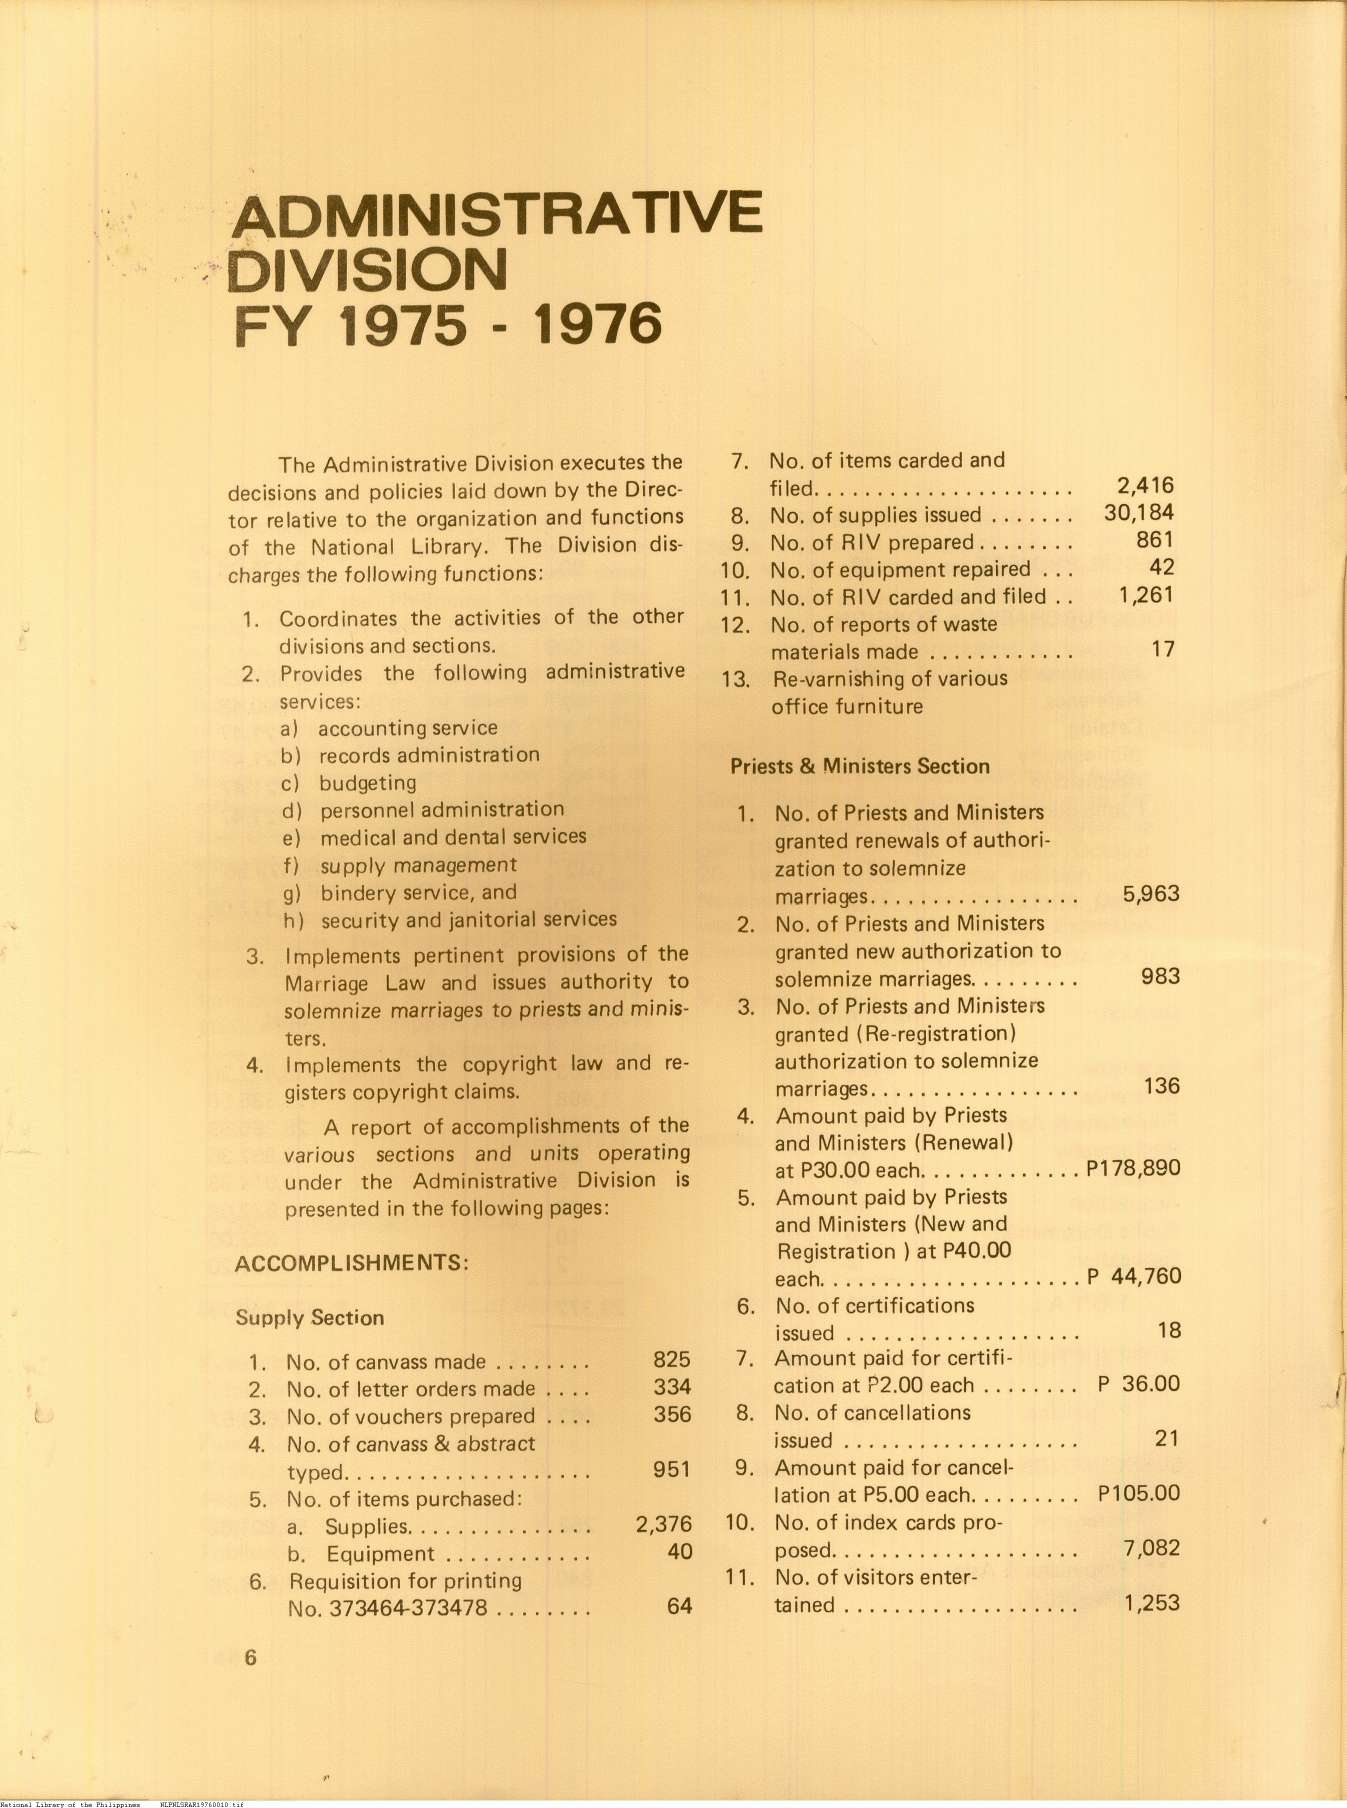 ADMINISTRATIVE
DIVISION
FY 1975 - 1976
The Administrative Division executes the
decisions and policies laid down by the Direc-
tor relative to the organization and functions
of the National Library. The Division dis-
charges the following functions:
1. Coordinates the activities of the other
divisions and sections.
2. Provides the following administrative
services:
a) accounting service
b) records administration
c) budgeting
d) personnel administration
e) medical and dental services
f) supply management
g) bindery service, and
h) security and janitorial services
3. Implements pertinent provisions of the
Marriage Law and issues authority to
solemnize marriages to priests and minis-
ters.
4. Implements the copyright law and re-
gisters copyright claims.
A report of accomplishments of the
various sections and units operating
under the Administrative Division is
presented in the following pages:
ACCOMPLISHMENTS:
Supply Section
1. No. of canvass made ........ 825
2. No. of letter orders made .... 334
3. No. of vouchers prepared .... 356
4. No. of canvass & abstract
typed.................... 951
5. No. of items purchased:
a. Supplies............... 2,376
b. Equipment ............ 40
6. Requisition for printing
No. 373464-373478 ........ 64
6
7. No. of items carded and
filed..................... 2,416
8. No. of supplies issued ....... 30,184
9. No. of RIV prepared........ 861
10. No. of equipment repaired ... 42
11. No. of RIV carded and filed .. 1,261
12. No. of reports of waste
materials made ............ 17
13. Re-varnishing of various
office furniture
Priests & Ministers Section
1. No. of Priests and Ministers
granted renewals of authori-
zation to solemnize
marriages................. 5,963
2. No. of Priests and Ministers
granted new authorization to
solemnize marriages......... 983
3. No. of Priests and Ministers
granted (Re-registration)
authorization to solemnize
marriages................. 136
4. Amount paid by Priests
and Ministers (Renewal)
at P30.00 each............. P178,890
5. Amount paid by Priests
and Ministers (New and
Registration ) at P40.00
each..................... P 44,760
6. No. of certifications
issued ................... 18
7. Amount paid for certifi-
cation at P2.00 each ........ P 36.00
8. No. of cancellations
issued ................... 21
9. Amount paid for cancel-
lation at P5.00 each......... P105.00
10. No. of index cards pro-
posed.................... 7,082
11. No. of visitors enter-
tained ................... 1,253
National Library of the Philippines NLPNLSRAR19760010.tif